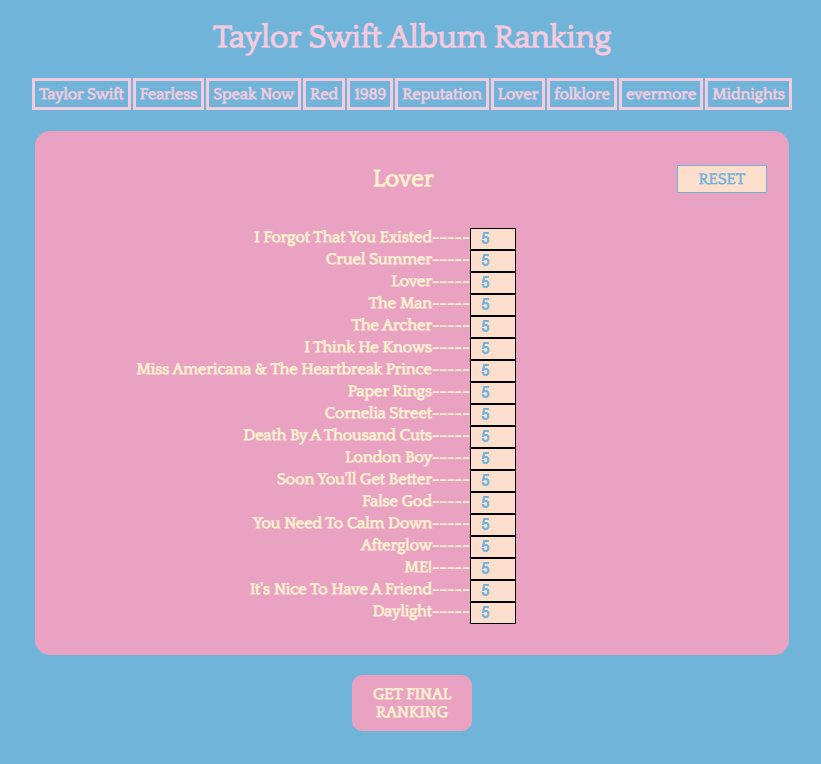 Taylor Swift Album Ranking
Taylor Swift Fearless Speak Now Red 1989 Reputation Lover folklore evermore Midnights
Lover RESET
I Forgot That You Existed----- 5
Cruel Summer----- 5
Lover----- 5
The Man----- 5
The Archer----- 5
I Think He Knows----- 5
Miss Americana & The Heartbreak Prince----- 5
Paper Rings----- 5
Cornelia Street----- 5
Death By A Thousand Cuts----- 5
London Boy----- 5
Soon You'll Get Better----- 5
False God----- 5
You Need To Calm Down----- 5
Afterglow----- 5
ME!----- 5
It's Nice To Have A Friend----- 5
Daylight----- 5
GET FINAL
RANKING